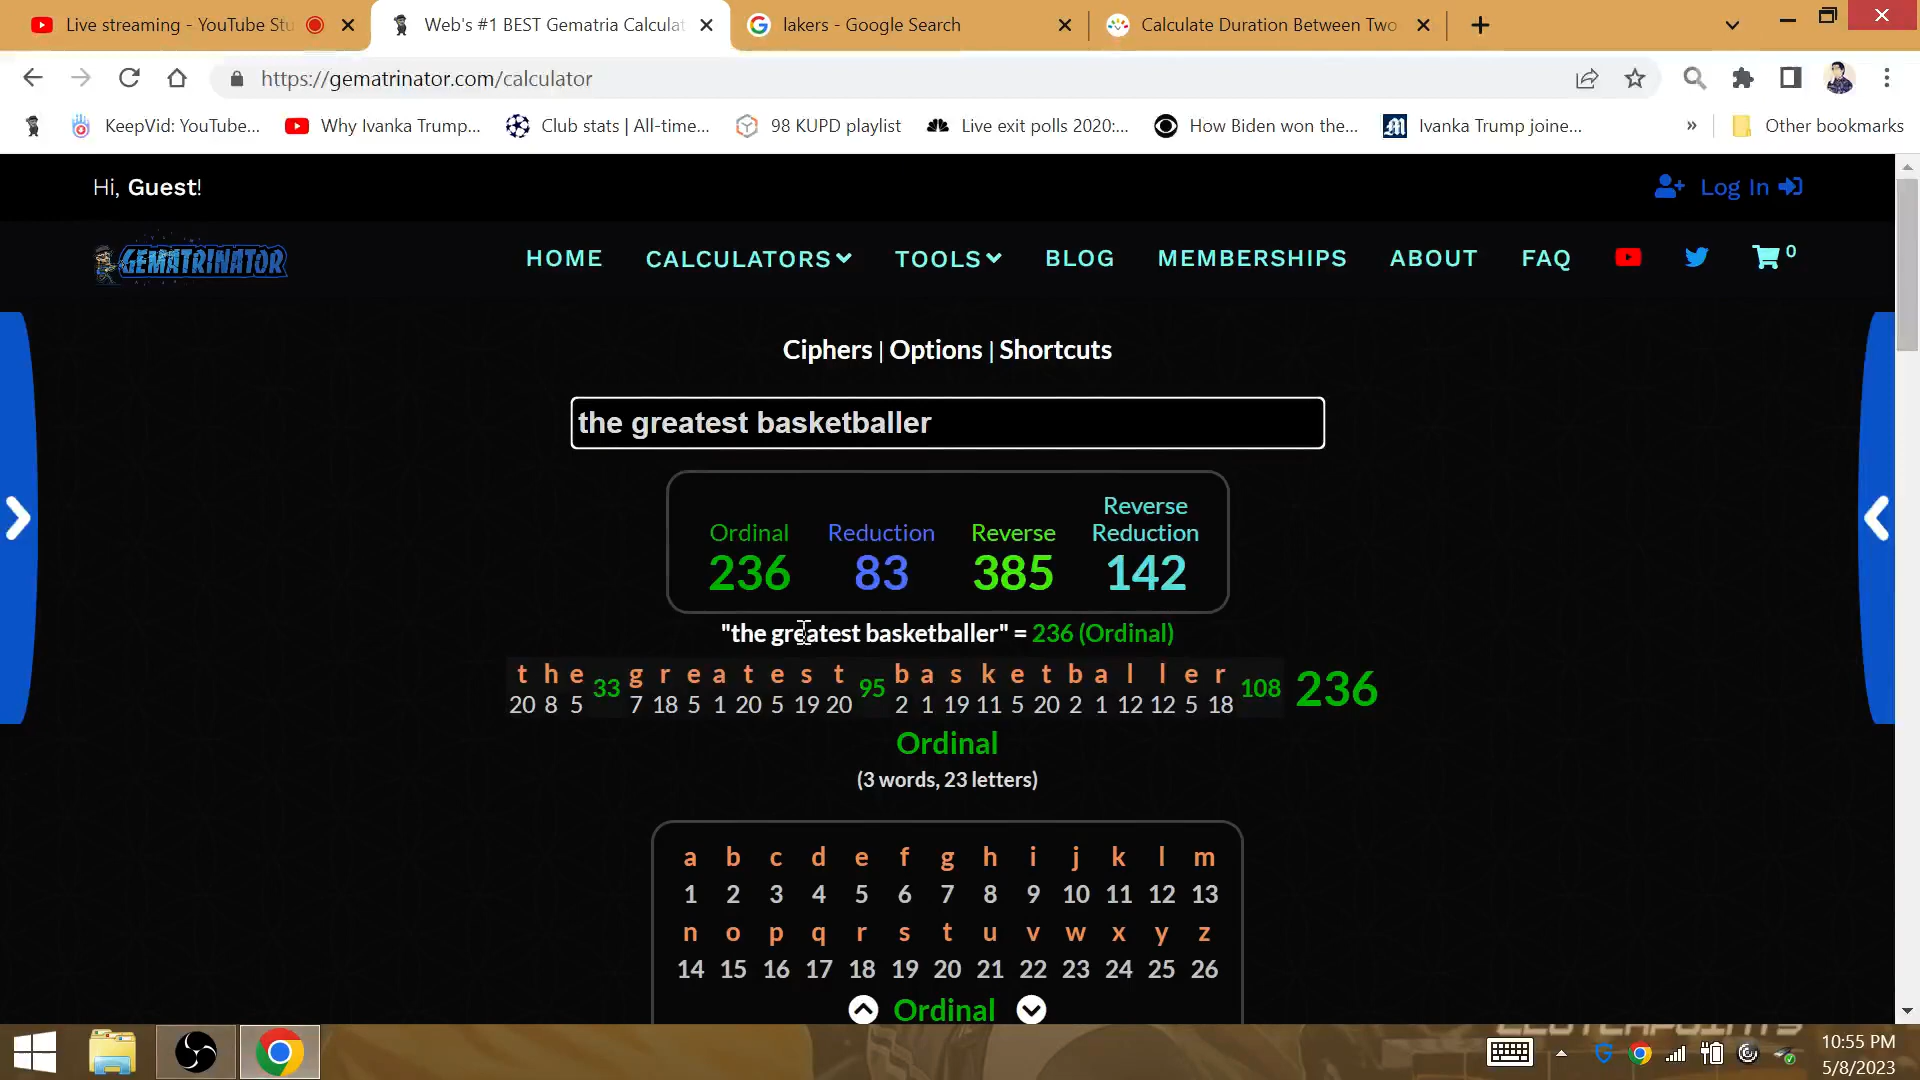 Live streaming - YouTube Stu
Web's #1 BEST Gematria Calculat
lakers - Google Search
Calculate Duration Between Two
https://gematrinator.com/calculator
KeepVid: YouTube...
Why Ivanka Trump...
Club stats | All-time...
98 KUPD playlist
Live exit polls 2020:...
How Biden won the...
Ivanka Trump joine...
»
Other bookmarks
Hi, Guest!
Log In
GEMATRINATOR
HOME CALCULATORS TOOLS BLOG MEMBERSHIPS ABOUT FAQ 0
Ciphers | Options | Shortcuts
the greatest basketballer
Ordinal Reduction Reverse Reverse Reduction
236 83 385 142
"the greatest basketballer" = 236 (Ordinal)
t h e 33 g r e a t e s t 95 b a s k e t b a l l e r 108 236
20 8 5 7 18 5 1 20 5 19 20 2 1 19 11 5 20 2 1 12 12 5 18
Ordinal
(3 words, 23 letters)
a b c d e f g h i j k l m
1 2 3 4 5 6 7 8 9 10 11 12 13
n o p q r s t u v w x y z
14 15 16 17 18 19 20 21 22 23 24 25 26
Ordinal
10:55 PM
5/8/2023